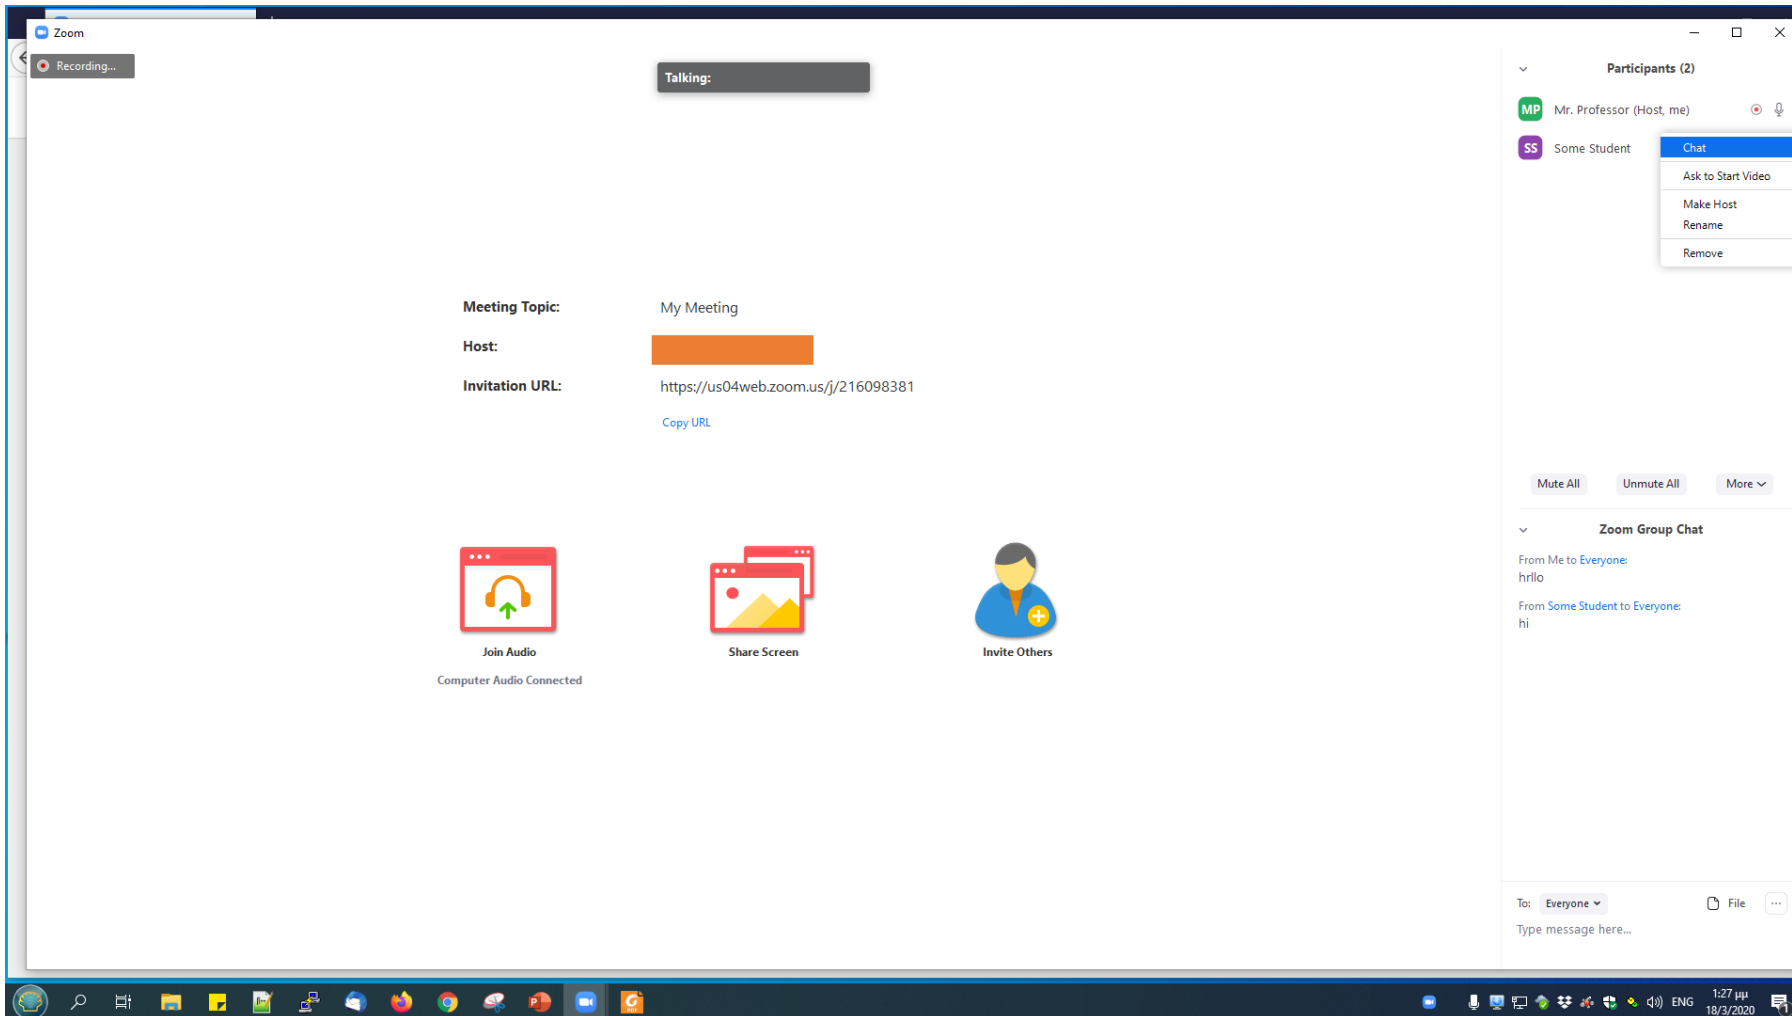 Zoom
Recording...
Talking:
Participants (2)
MP Mr. Professor (Host, me)
SS Some Student
Chat
Ask to Start Video
Make Host
Rename
Remove
Meeting Topic: My Meeting
Host:
Invitation URL: https://us04web.zoom.us/j/216098381
Copy URL
Mute All Unmute All More
Zoom Group Chat
From Me to Everyone:
hrllo
From Some Student to Everyone:
hi
Join Audio Share Screen Invite Others
Computer Audio Connected
To: Everyone File ...
Type message here...
ENG
1:27 μμ
18/3/2020